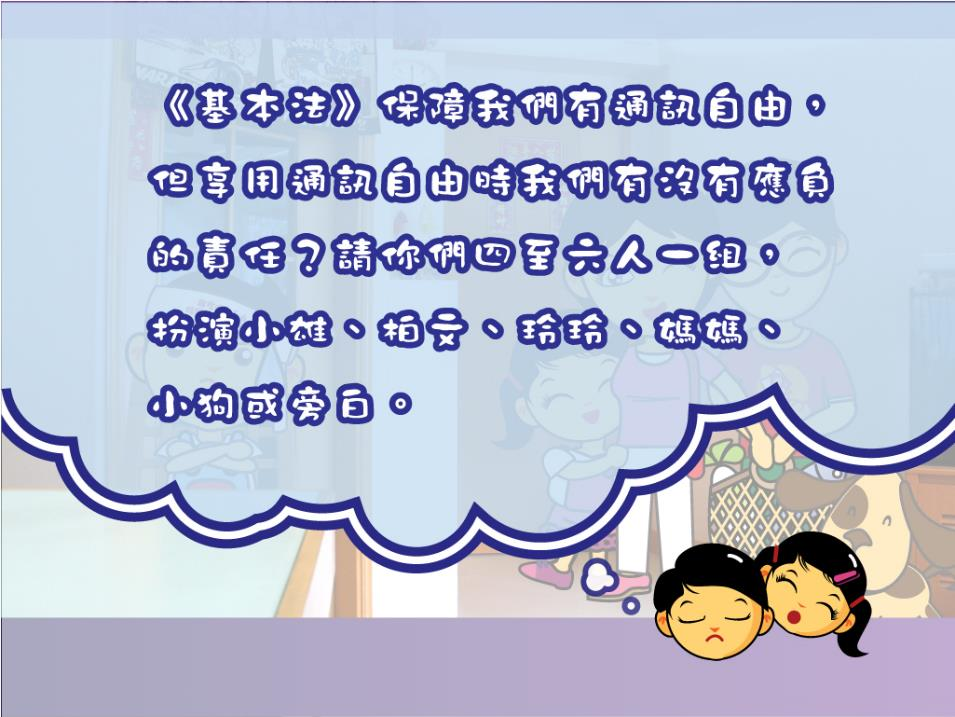 《基本法》保障我們有通訊自由，
但享用通訊自由時我們有沒有應負
的責任？請你們四至六人一組，
扮演小雄、柏文、玲玲、媽媽、
小狗或旁白。